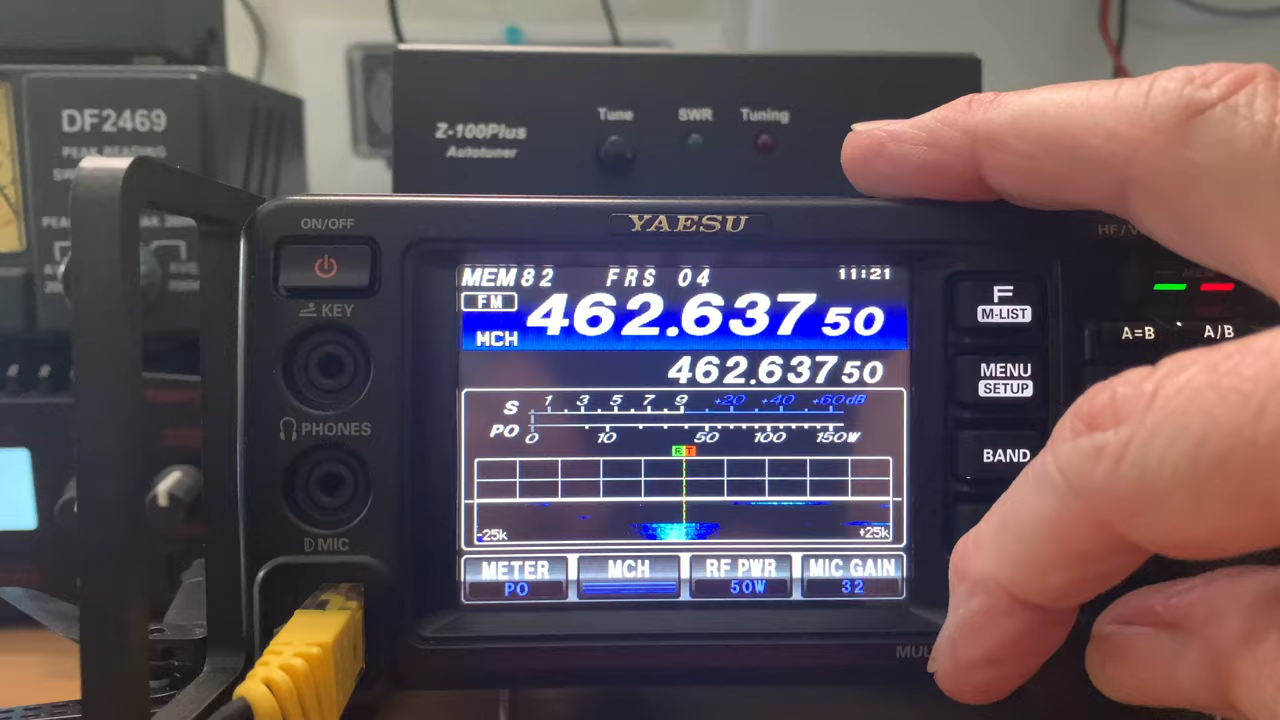 DF2469
PEAK READING
Z-100Plus
Autotuner
Tune
SWR
Tuning
ON/OFF
YAESU
KEY
PHONES
MIC
MEM82 FRS 04 11:21
FM
462.637 50
MCH
462.637 50
S 1 3 5 7 9 +20 +40 +60dB
PO 0 10 50 100 150W
R T
-25k +25k
METER MCH RF PWR MIC GAIN
PO 50W 32
F
M-LIST
MENU
SETUP
BAND
A=B A/B
HF/V
MULT